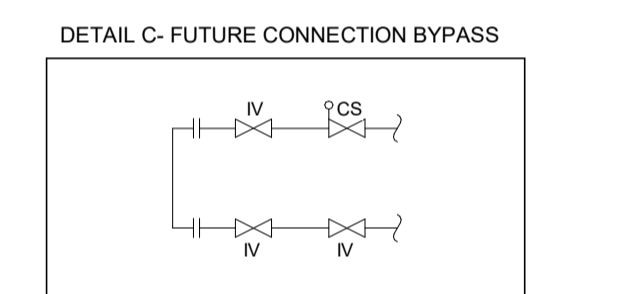 DETAIL C- FUTURE CONNECTION BYPASS
IV CS
IV IV